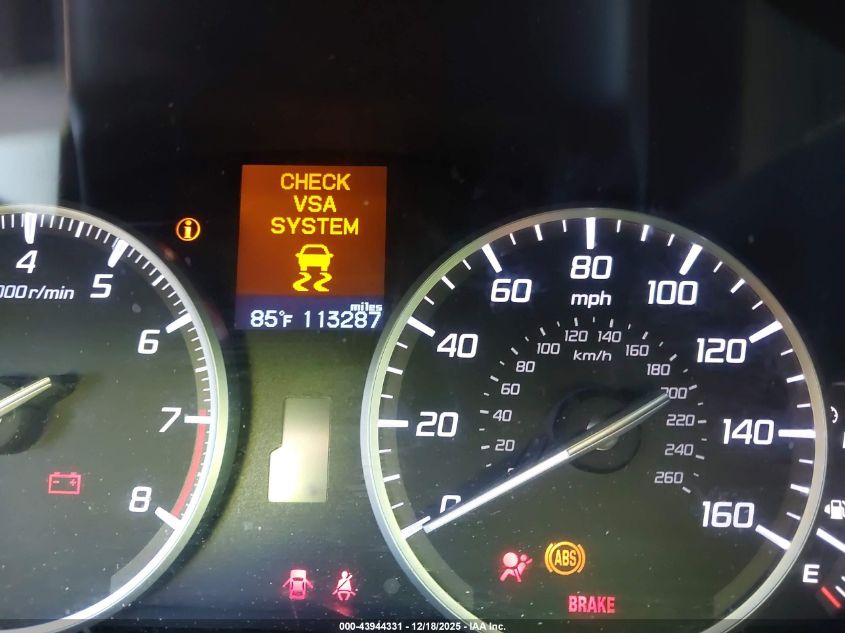 CHECK
VSA
SYSTEM
miles
85°F 113287
4
5
000r/min
6
7
8
0
20
40
60
80
100
120
140
160
mph
20
40
60
80
100
120
140
160
180
200
220
240
260
km/h
ABS
BRAKE
E
000-43944331 - 12/18/2025 - IAA Inc.